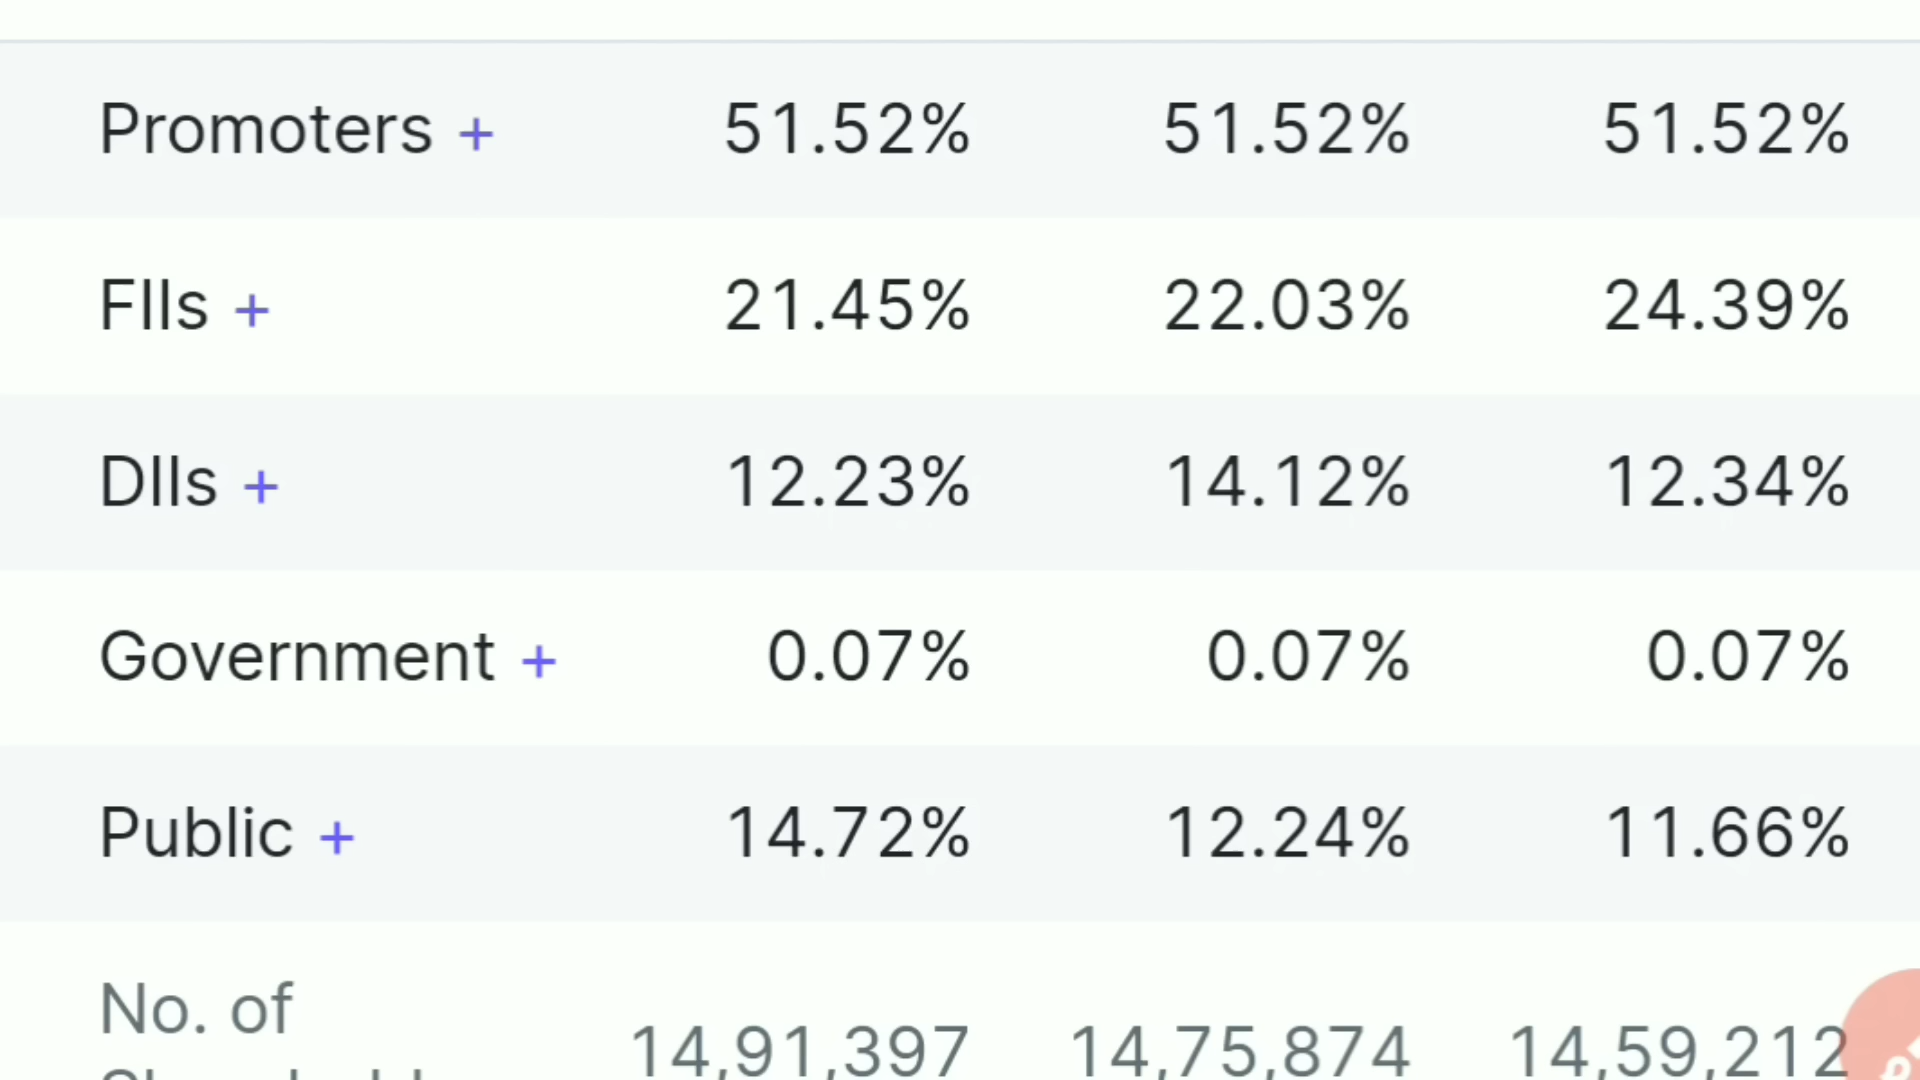 Promoters + 51.52% 51.52% 51.52%
FIIs + 21.45% 22.03% 24.39%
DIIs + 12.23% 14.12% 12.34%
Government + 0.07% 0.07% 0.07%
Public + 14.72% 12.24% 11.66%
No. of
14,91,397 14,75,874 14,59,212